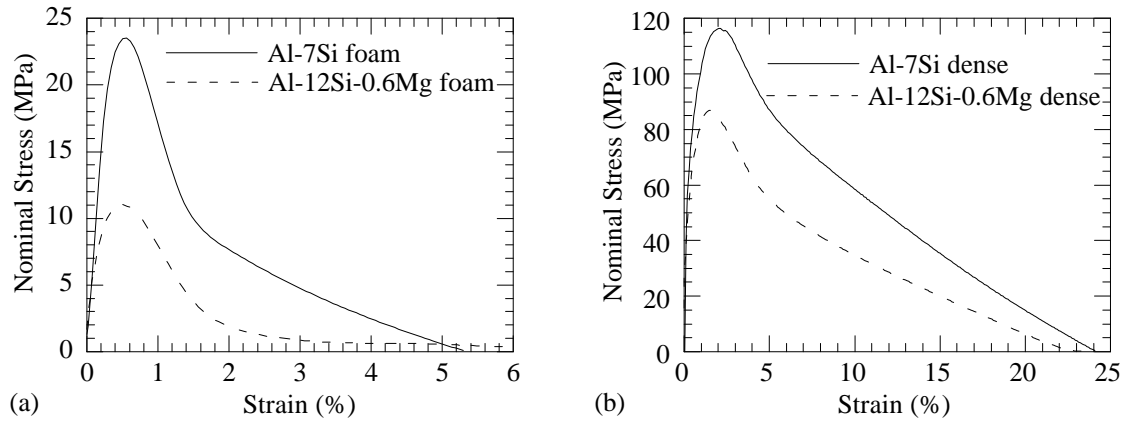 25
20
15
10
5
0
Nominal Stress (MPa)
Al-7Si foam
Al-12Si-0.6Mg foam
0 1 2 3 4 5 6
Strain (%)
(a)
120
100
80
60
40
20
0
Nominal Stress (MPa)
Al-7Si dense
Al-12Si-0.6Mg dense
0 5 10 15 20 25
Strain (%)
(b)